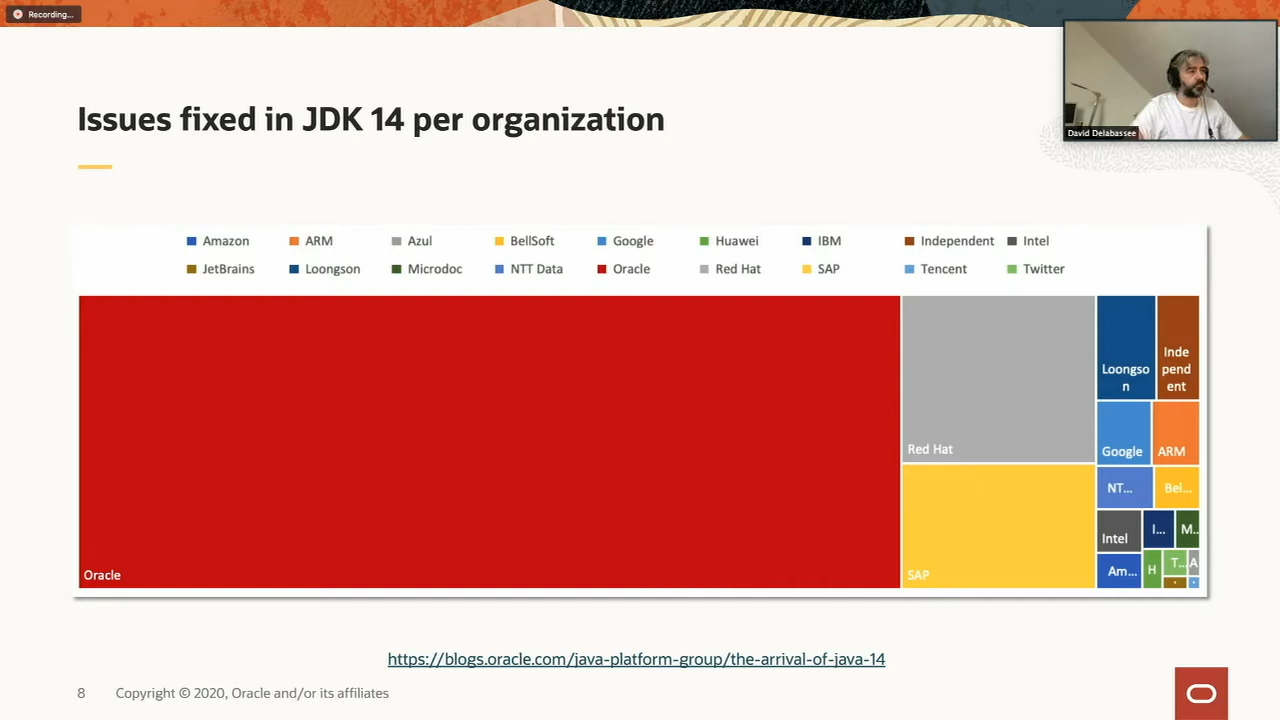 Recording...
David Delabassee
Issues fixed in JDK 14 per organization
Amazon ARM Azul BellSoft Google Huawei IBM Independent Intel
JetBrains Loongson Microdoc NTT Data Oracle Red Hat SAP Tencent Twitter
Oracle
Red Hat
SAP
Loongso
n
Inde
pend
ent
Google
ARM
NT...
Bel...
Intel
I...
M..
Am...
H
T...
A
https://blogs.oracle.com/java-platform-group/the-arrival-of-java-14
8 Copyright © 2020, Oracle and/or its affiliates